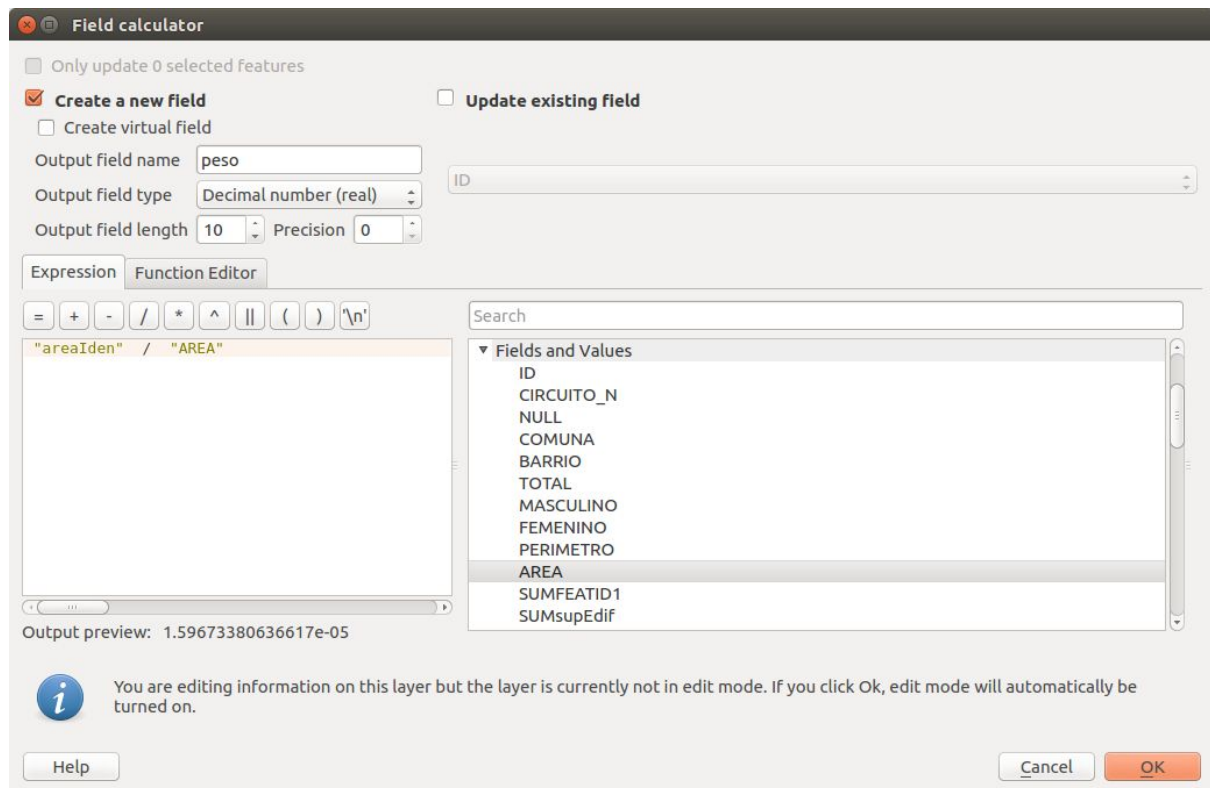 Field calculator
Only update 0 selected features
Create a new field
Update existing field
Create virtual field
Output field name peso
ID
Output field type Decimal number (real)
Output field length 10 Precision 0
Expression Function Editor
= + - / * ^ || ( ) '\n'
Search
"areaIden" / "AREA"
Fields and Values
ID
CIRCUITO_N
NULL
COMUNA
BARRIO
TOTAL
MASCULINO
FEMENINO
PERIMETRO
AREA
SUMFEATID1
SUMsupEdif
Output preview: 1.59673380636617e-05
You are editing information on this layer but the layer is currently not in edit mode. If you click Ok, edit mode will automatically be
turned on.
Help
Cancel
OK